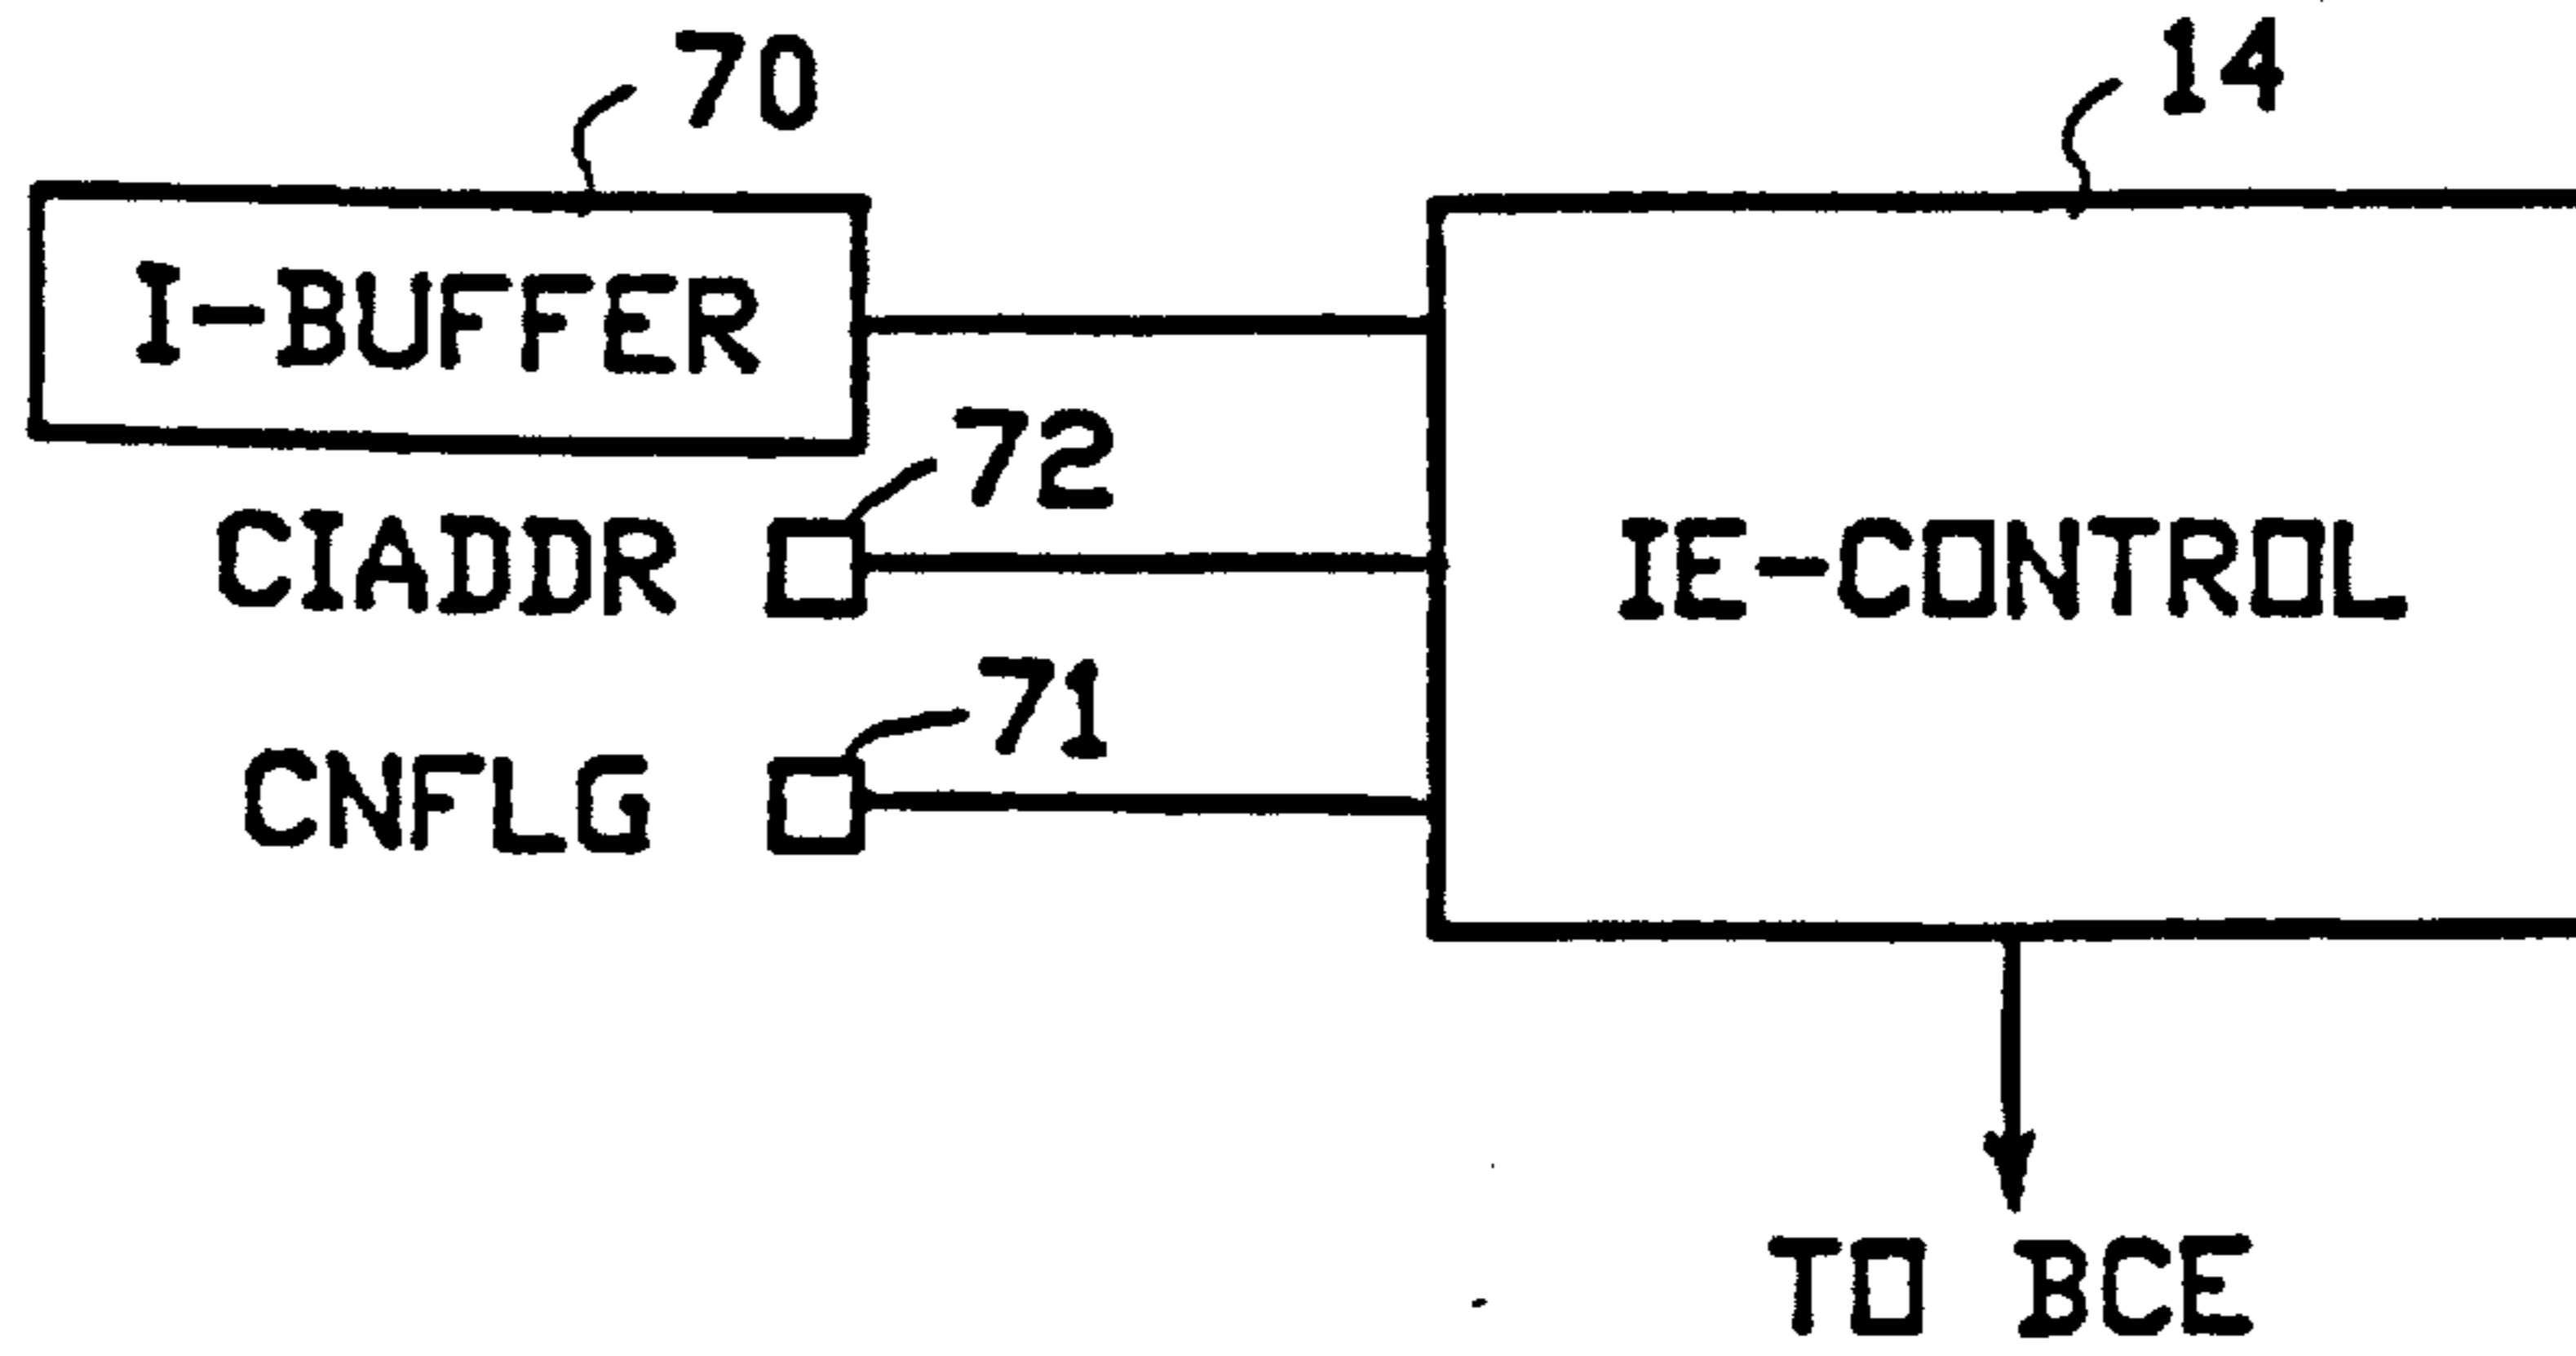 70
14
I-BUFFER
72
CIADDR
IE-CONTROL
71
CNFLG
TO BCE